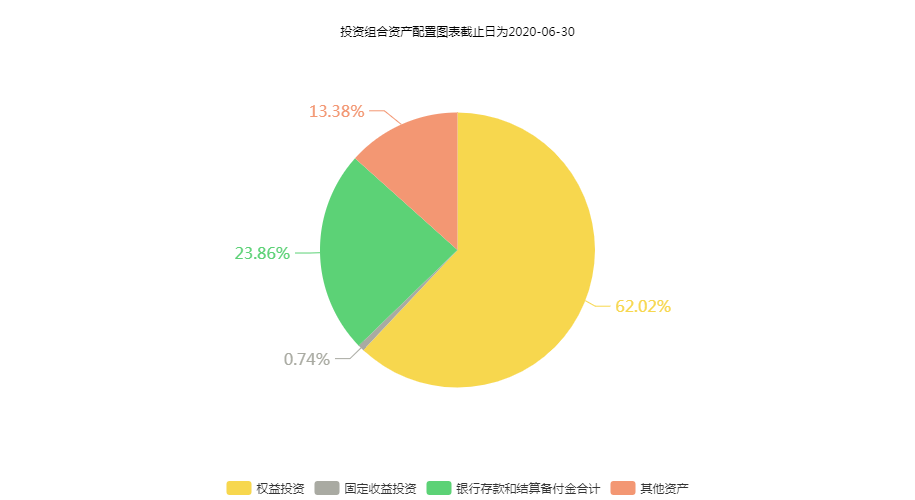 投资组合资产配置图表截止日为2020-06-30
13.38%
23.86%
62.02%
0.74%
权益投资 固定收益投资 银行存款和结算备付金合计 其他资产